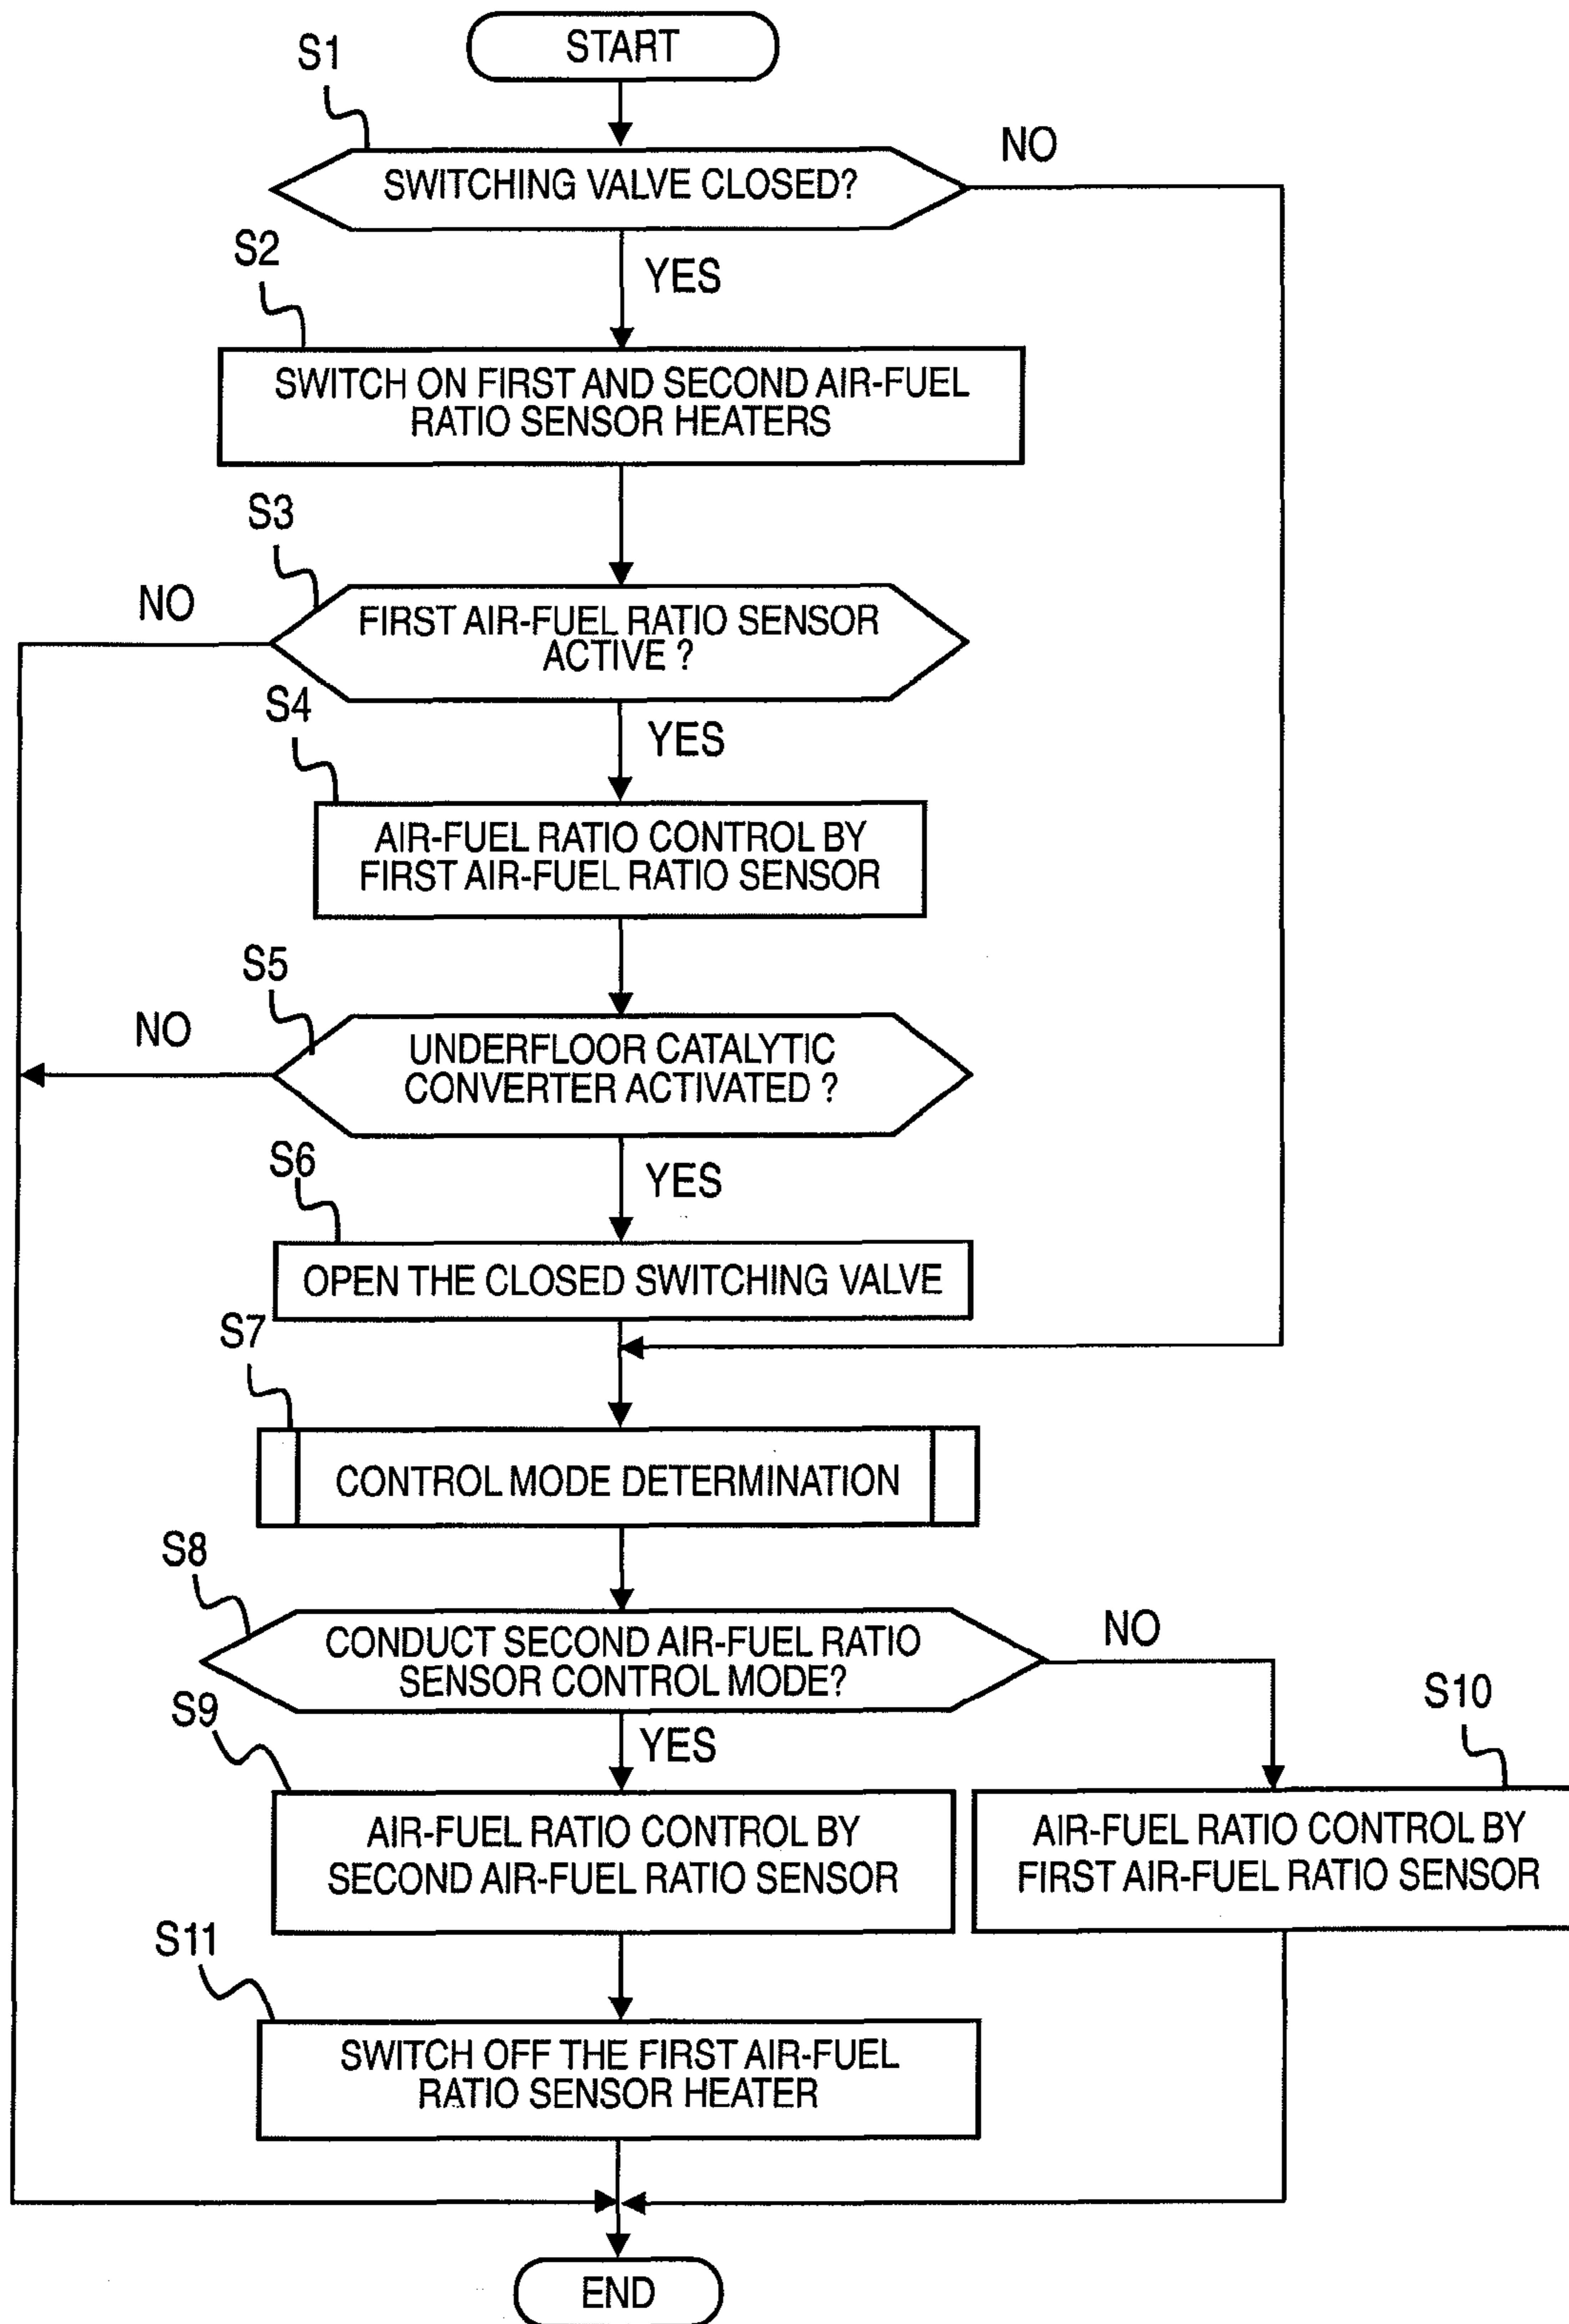 START
S1
NO
SWITCHING VALVE CLOSED?
S2
YES
SWITCH ON FIRST AND SECOND AIR-FUEL
RATIO SENSOR HEATERS
S3
NO
FIRST AIR-FUEL RATIO SENSOR
ACTIVE ?
S4
YES
AIR-FUEL RATIO CONTROL BY
FIRST AIR-FUEL RATIO SENSOR
S5
NO
UNDERFLOOR CATALYTIC
CONVERTER ACTIVATED ?
S6
YES
OPEN THE CLOSED SWITCHING VALVE
S7
CONTROL MODE DETERMINATION
S8
NO
CONDUCT SECOND AIR-FUEL RATIO
SENSOR CONTROL MODE?
S9
YES
S10
AIR-FUEL RATIO CONTROL BY
SECOND AIR-FUEL RATIO SENSOR
AIR-FUEL RATIO CONTROL BY
FIRST AIR-FUEL RATIO SENSOR
S11
SWITCH OFF THE FIRST AIR-FUEL
RATIO SENSOR HEATER
END